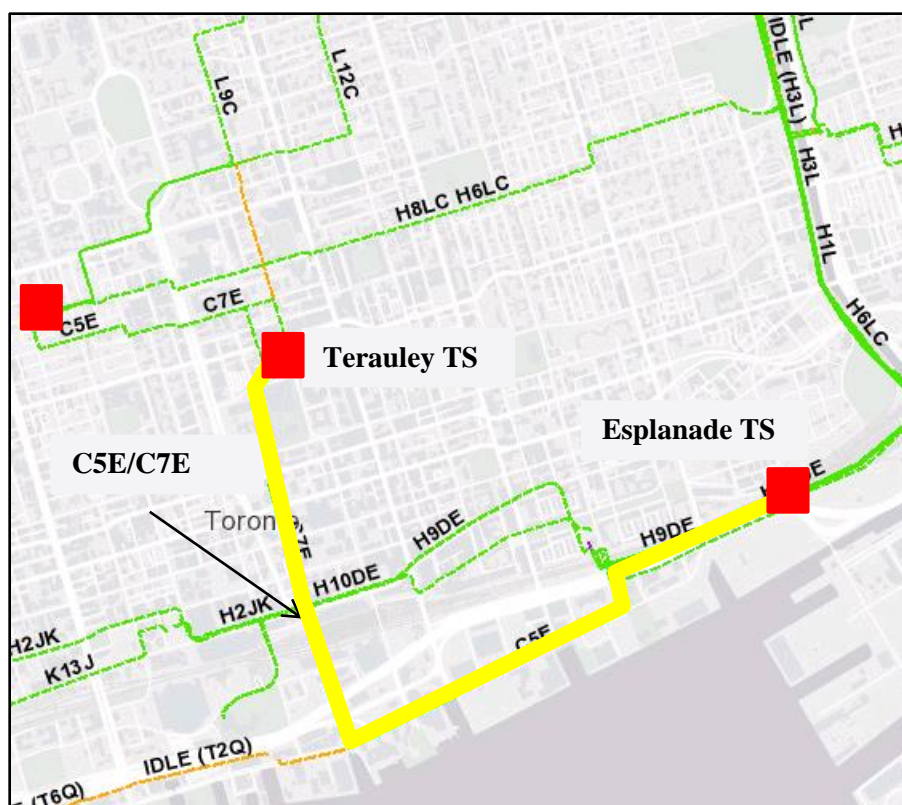 L
IDLE (H3L)
L9C
L12C
H
H3L
H8LC H6LC
H1L
C7E
C5E
H6LC
Terauley TS
Esplanade TS
C5E/C7E
H9DE
H9DE
H10DE
H2JK
C5E
H2JK
K13J
IDLE (T2Q)
(T6Q)